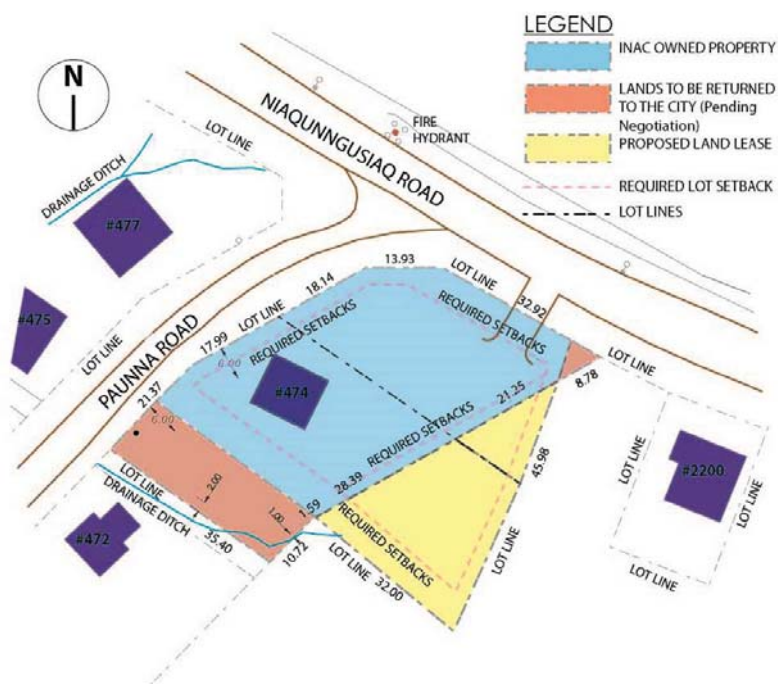 LEGEND
INAC OWNED PROPERTY
LANDS TO BE RETURNED
TO THE CITY (Pending
Negotiation)
PROPOSED LAND LEASE
REQUIRED LOT SETBACK
LOT LINES
N
NIAQUNNGUSIAQ ROAD
FIRE
HYDRANT
LOT LINE
DRAINAGE DITCH
#477
#475
LOT LINE
PAUNNA ROAD
13.93
LOT LINE
18.14
LOT LINE
17.99
32.92
REQUIRED SETBACKS
REQUIRED SETBACKS
6.00
#474
21.37
6.00
LOT LINE
8.78
21.25
REQUIRED SETBACKS
28.39
1.59
45.98
LOT LINE
2.00
1.00
LOT LINE
DRAINAGE DITCH
35.40
10.72
#472
REQUIRED SETBACKS
LOT LINE
32.00
LOT LINE
#2200
LOT LINE
LOT LINE